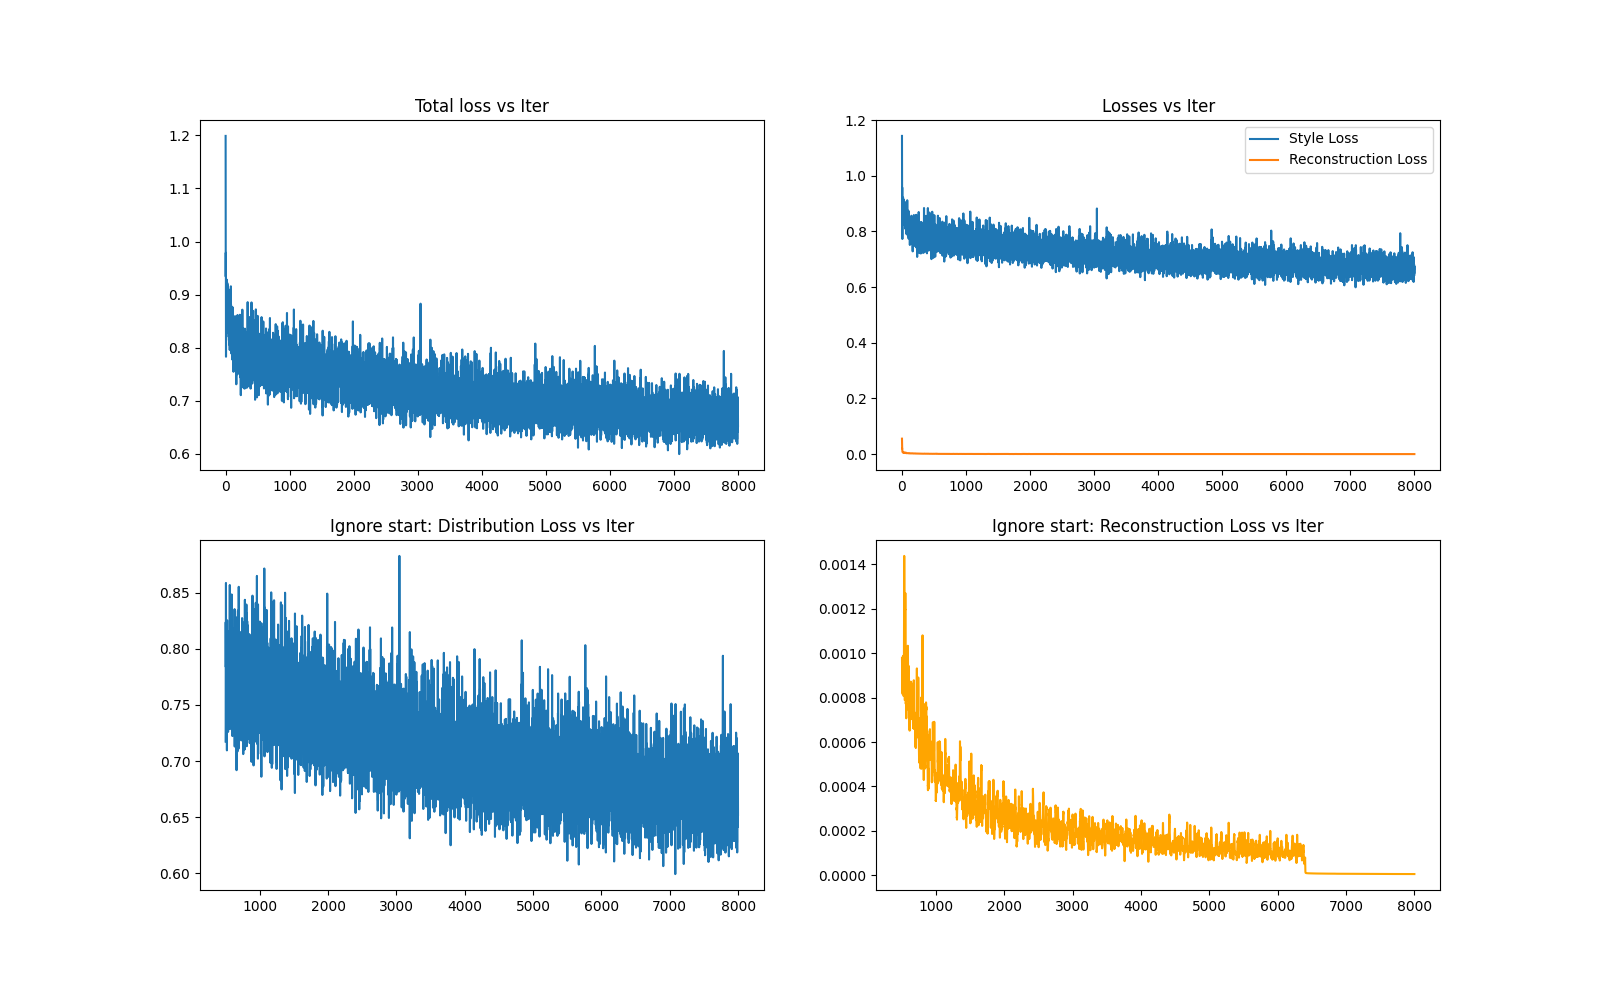 Total loss vs Iter
1.2
1.1
1.0
0.9
0.8
0.7
0.6
0 1000 2000 3000 4000 5000 6000 7000 8000
Losses vs Iter
Style Loss
Reconstruction Loss
1.2
1.0
0.8
0.6
0.4
0.2
0.0
0 1000 2000 3000 4000 5000 6000 7000 8000
Ignore start: Distribution Loss vs Iter
0.85
0.80
0.75
0.70
0.65
0.60
1000 2000 3000 4000 5000 6000 7000 8000
Ignore start: Reconstruction Loss vs Iter
0.0014
0.0012
0.0010
0.0008
0.0006
0.0004
0.0002
0.0000
1000 2000 3000 4000 5000 6000 7000 8000